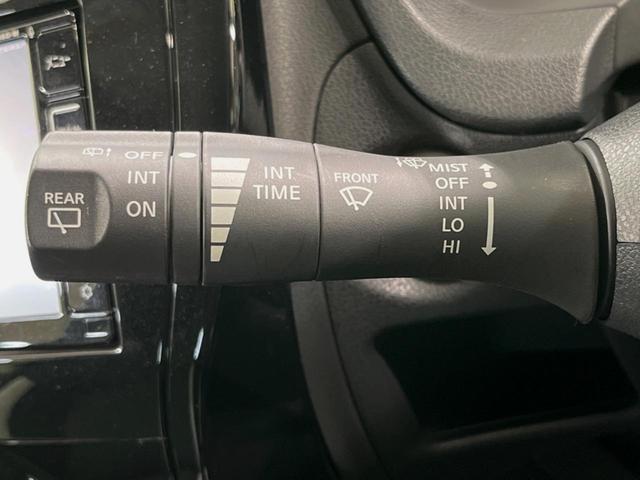 REAR
OFF
INT
ON
INT.
TIME
FRONT
MIST
OFF
INT
LO
HI